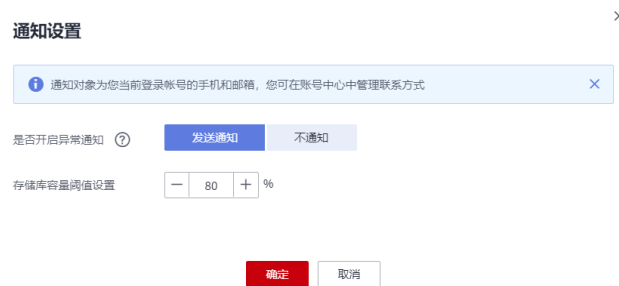 通知设置
通知对象为您当前登录帐号的手机和邮箱，您可在账号中心中管理联系方式
是否开启异常通知 ? 发送通知 不通知
存储库容量阈值设置 — 80 + %
确定 取消